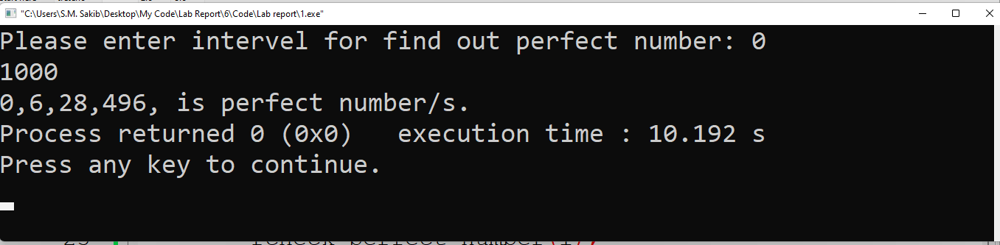 "C:\Users\S.M. Sakib\Desktop\My Code\Lab Report\6\Code\Lab report\1.exe"
Please enter intervel for find out perfect number: 0
1000
0,6,28,496, is perfect number/s.
Process returned 0 (0x0)   execution time : 10.192 s
Press any key to continue.